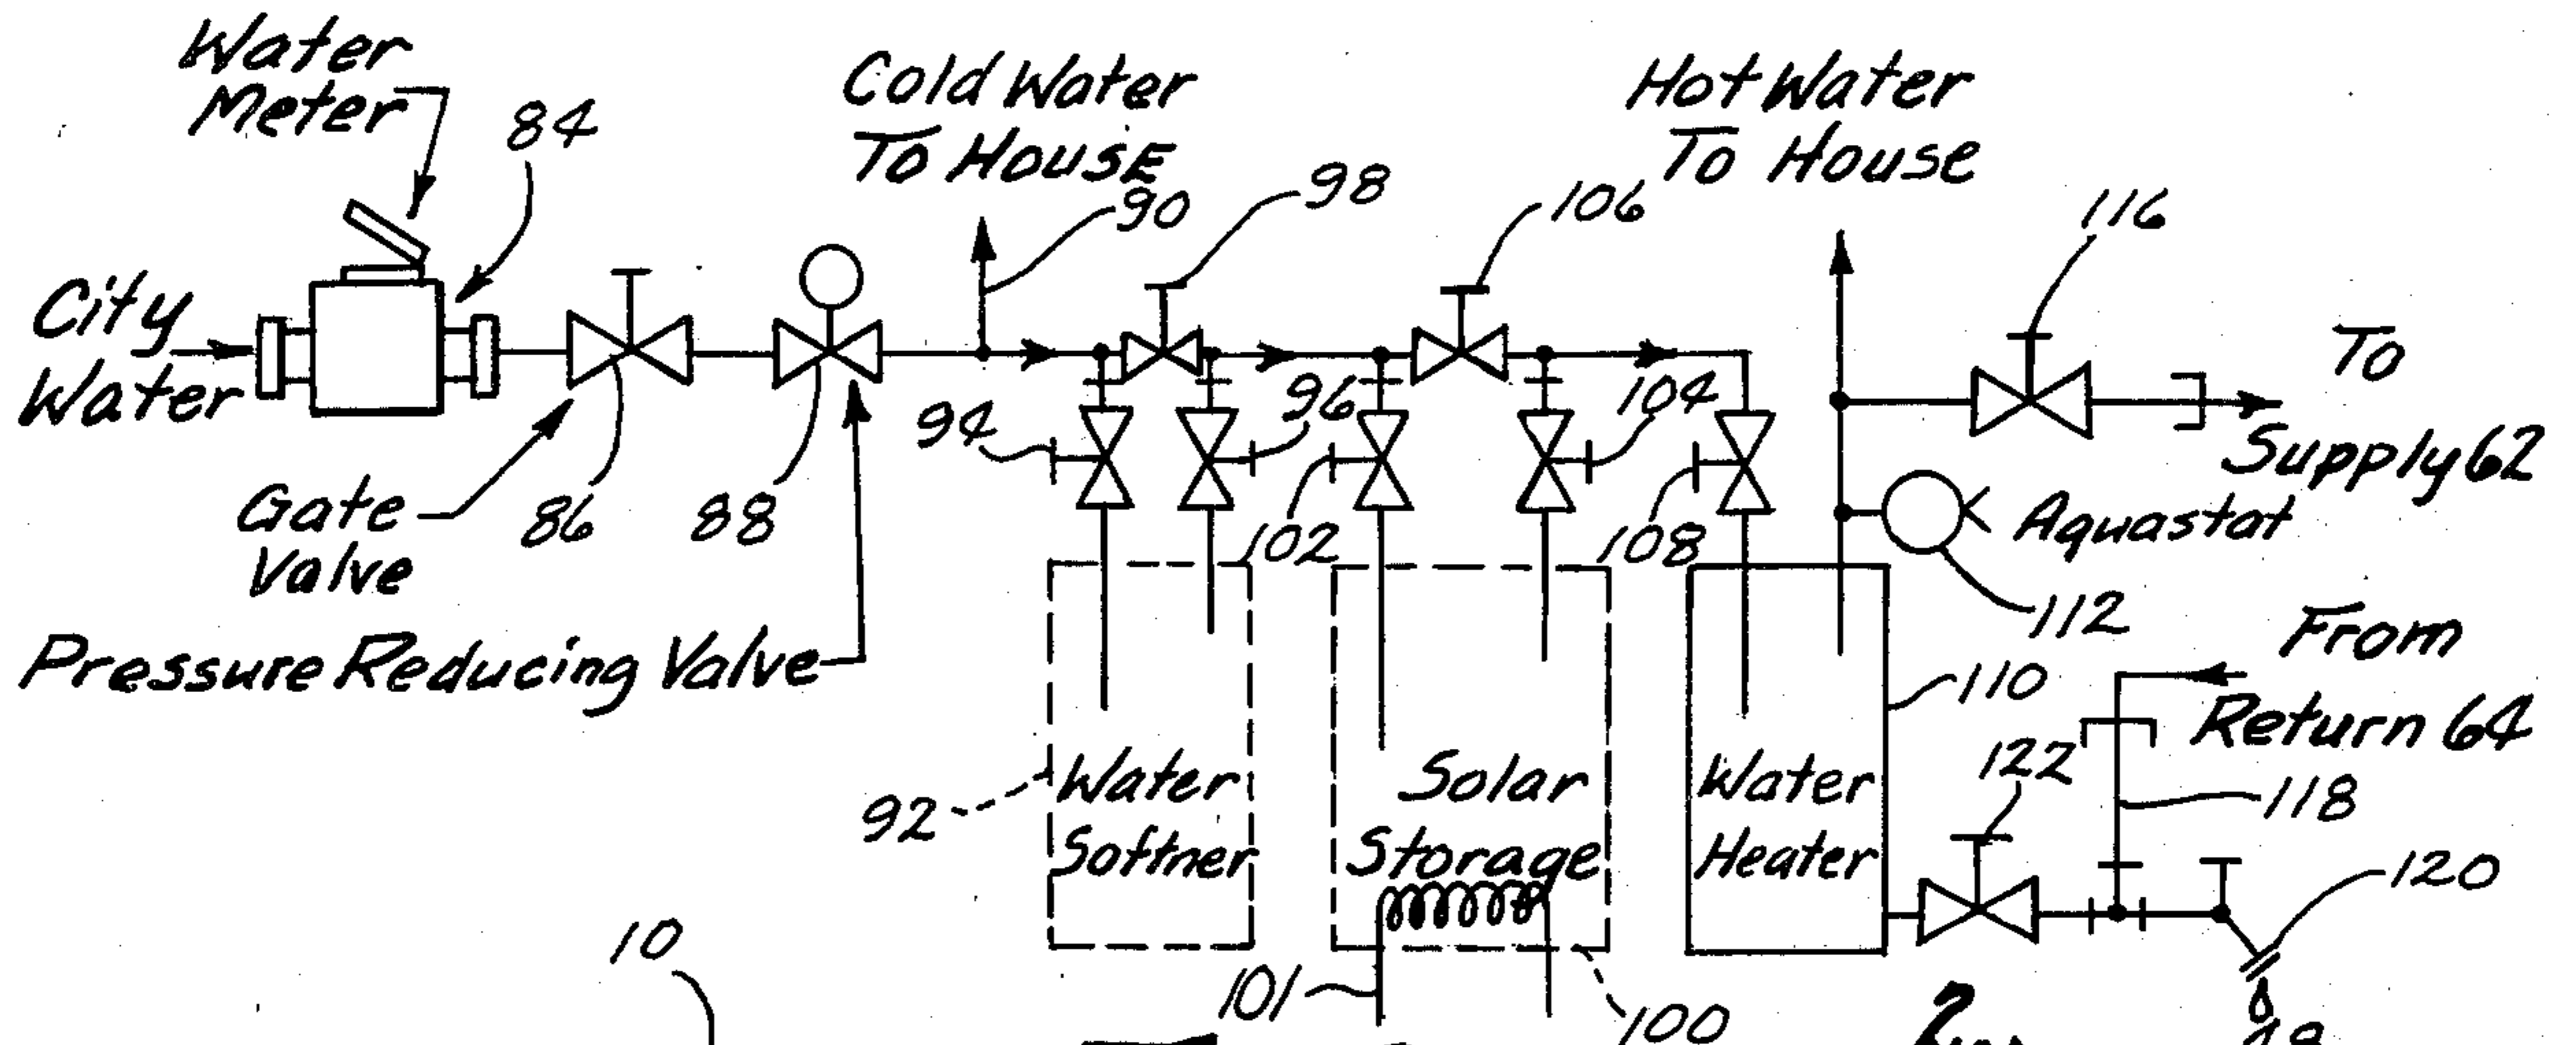 Water
Meter
84
Cold Water
To House
90
98
Hot Water
To House
106
116
City
Water
To
Supply 62
Gate
Valve
86
88
94
96
102
104
108
Aquastat
112
Pressure Reducing Valve
From
Return 64
110
92
Water
Softner
Solar
Storage
Water
Heater
122
118
120
10
101
100